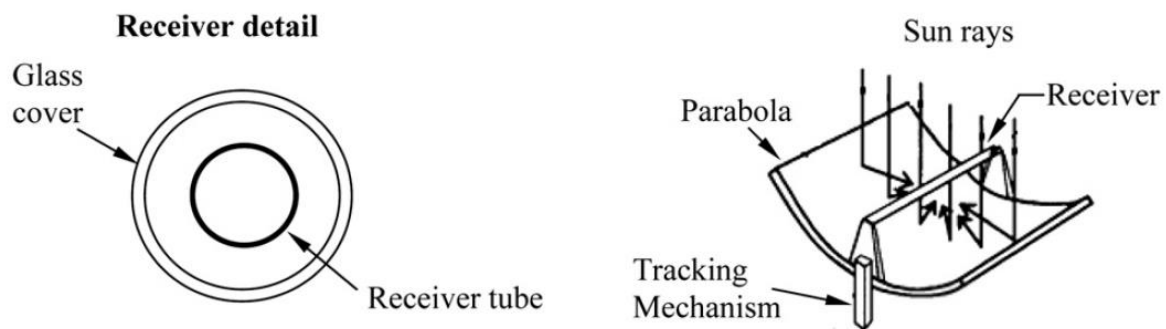 Receiver detail
Glass
cover
Receiver tube
Sun rays
Parabola
Receiver
Tracking
Mechanism